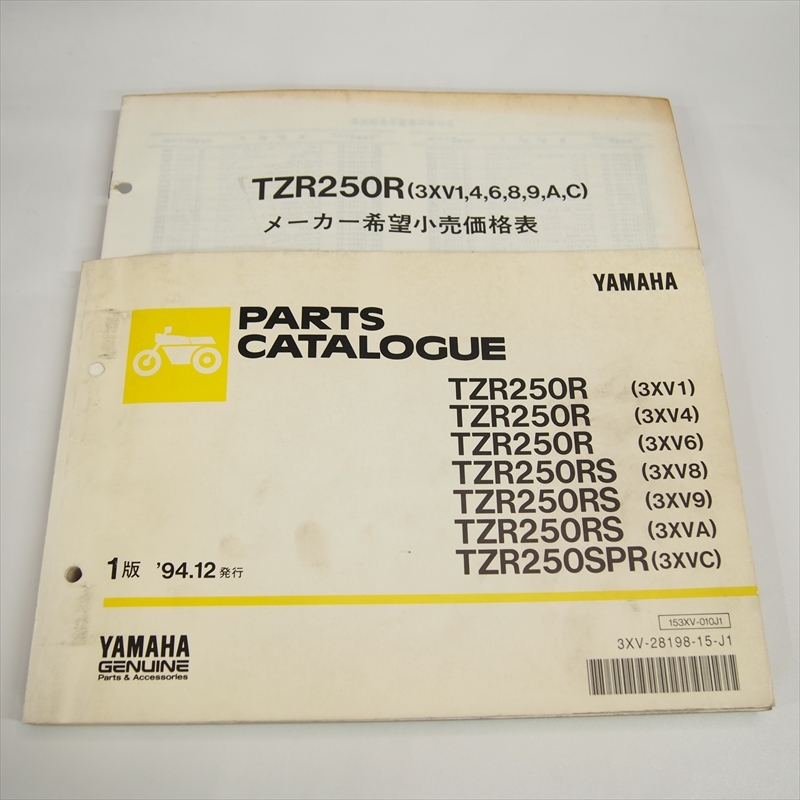 TZR250R (3XV1,4,6,8,9,A,C)
メーカー希望小売価格表
YAMAHA
PARTS
CATALOGUE
TZR250R (3XV1)
TZR250R (3XV4)
TZR250R (3XV6)
TZR250RS (3XV8)
TZR250RS (3XV9)
TZR250RS (3XVA)
TZR250SPR (3XVC)
1版 '94.12 発行
153XV-010J1
3XV-28198-15-J1
YAMAHA
GENUINE
Parts & Accessories